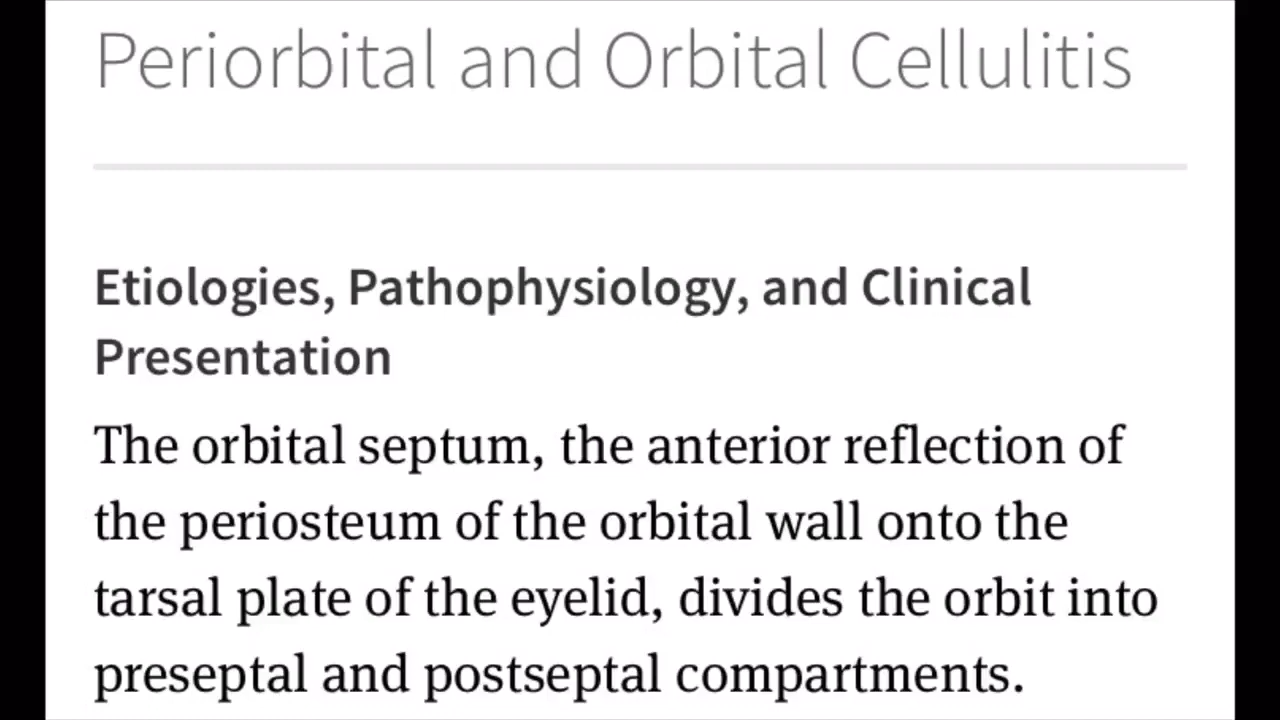 Periorbital and Orbital Cellulitis
Etiologies, Pathophysiology, and Clinical
Presentation
The orbital septum, the anterior reflection of
the periosteum of the orbital wall onto the
tarsal plate of the eyelid, divides the orbit into
preseptal and postseptal compartments.